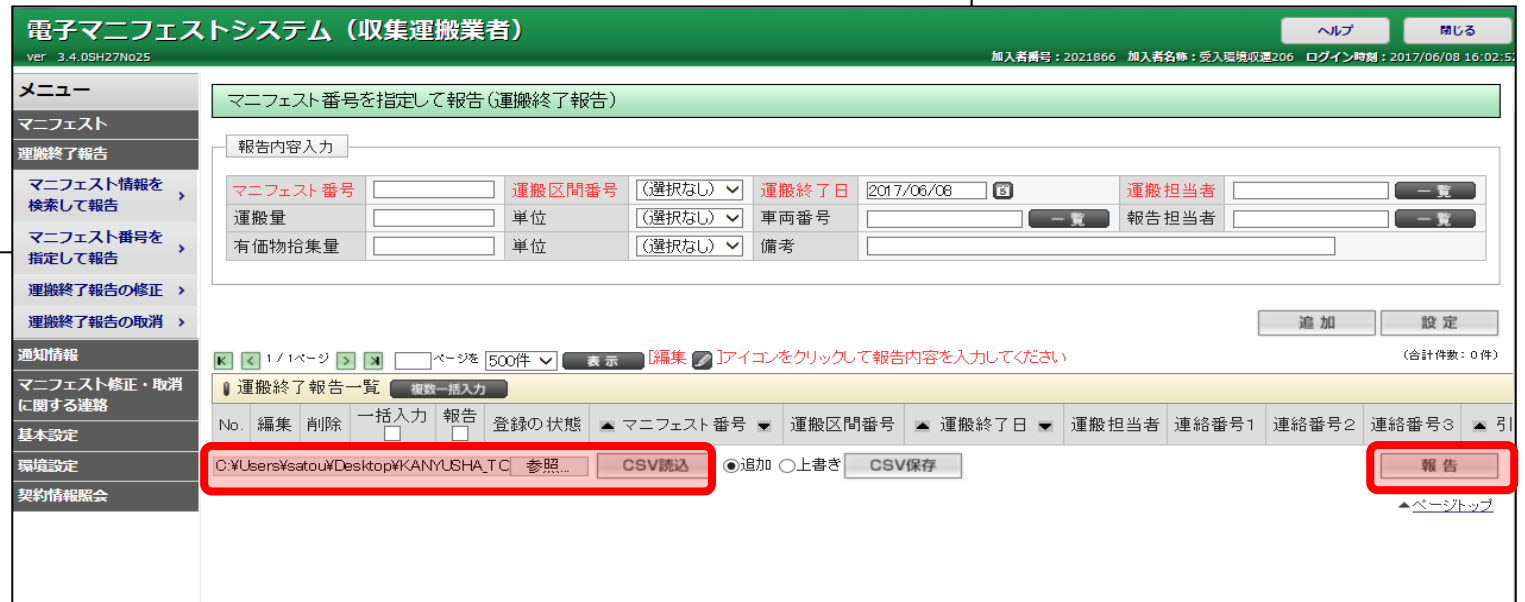 電子マニフェストシステム（収集運搬業者）
ヘルプ 閉じる
ver 3.4.0SH27No25
加入者番号：2021866 加入者名称：受入環境収運206 ログイン時刻：2017/06/08 16:02:5
メニュー
マニフェスト
運搬終了報告
マニフェスト情報を
検索して報告
マニフェスト番号を
指定して報告
運搬終了報告の修正
運搬終了報告の取消
通知情報
マニフェスト修正・取消
に関する連絡
基本設定
環境設定
契約情報照会
マニフェスト番号を指定して報告(運搬終了報告)
報告内容入力
マニフェスト番号 運搬区間番号 (選択なし) 運搬終了日 2017/06/08 運搬担当者 一覧
運搬量 単位 (選択なし) 車両番号 一覧 報告担当者 一覧
有価物拾集量 単位 (選択なし) 備考
追加 設定
1 / 1ページ ページを 500件 表示 [編集 ]アイコンをクリックして報告内容を入力してください (合計件数：0件)
運搬終了報告一覧 複数一括入力
No. 編集 削除 一括入力 報告 登録の状態 ▲ マニフェスト番号 ▼ 運搬区間番号 ▲ 運搬終了日 ▼ 運搬担当者 連絡番号1 連絡番号2 連絡番号3 ▲ 引
C:¥Users¥satou¥Desktop¥KANYUSHA_TC 参照... CSV読込 追加 上書き CSV保存 報告
▲ページトップ